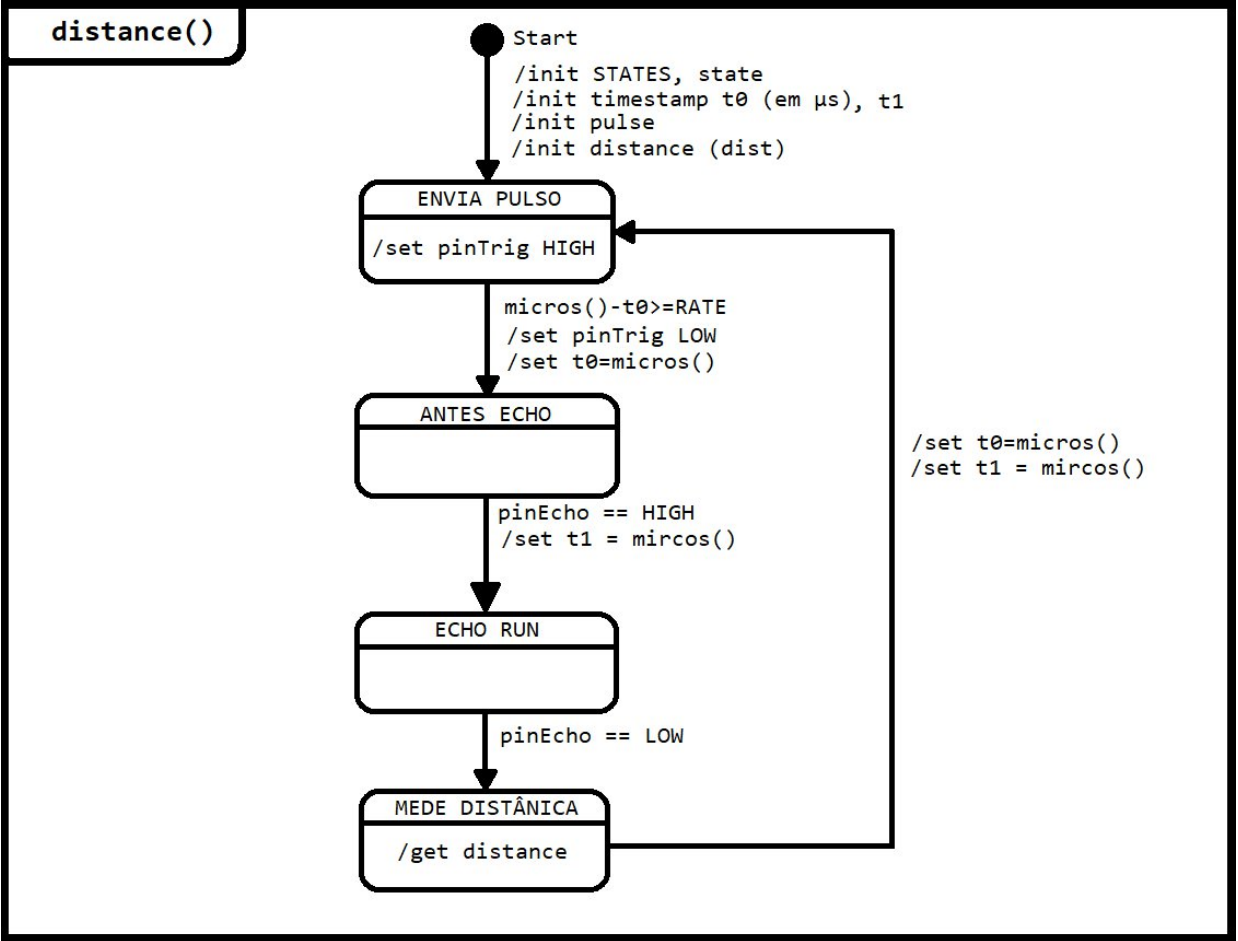 distance()
Start
/init STATES, state
/init timestamp t0 (em µs), t1
/init pulse
/init distance (dist)
ENVIA PULSO
/set pinTrig HIGH
micros()-t0>=RATE
/set pinTrig LOW
/set t0=micros()
ANTES ECHO
/set t0=micros()
/set t1 = mircos()
pinEcho == HIGH
/set t1 = mircos()
ECHO RUN
pinEcho == LOW
MEDE DISTÂNICA
/get distance